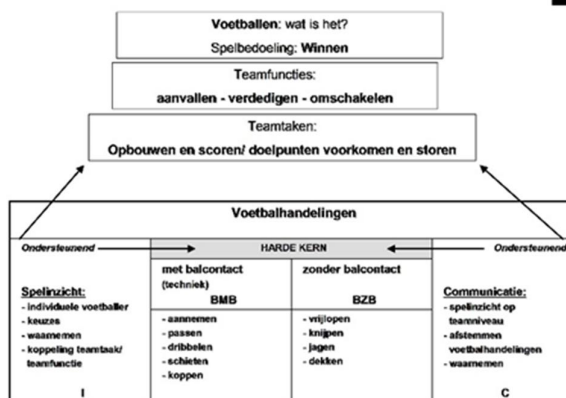 Voetballen: wat is het?
Spelbedoeling: Winnen
Teamfuncties:
aanvallen - verdedigen - omschakelen
Teamtaken:
Opbouwen en scoren/ doelpunten voorkomen en storen
Voetbalhandelingen
Ondersteunend
HARDE KERN
Ondersteunend
Spelinzicht:
- individuele voetballer
- keuzes
- waarnemen
- koppeling teamtaak/
teamfunctie
I
met balcontact
(techniek)
BMB
- aannemen
- passen
- dribbelen
- schieten
- koppen
zonder balcontact
BZB
- vrijlopen
- knijpen
- jagen
- dekken
Communicatie:
- spelinzicht op
teamniveau
- afstemmen
voetbalhandelingen
- waarnemen
C